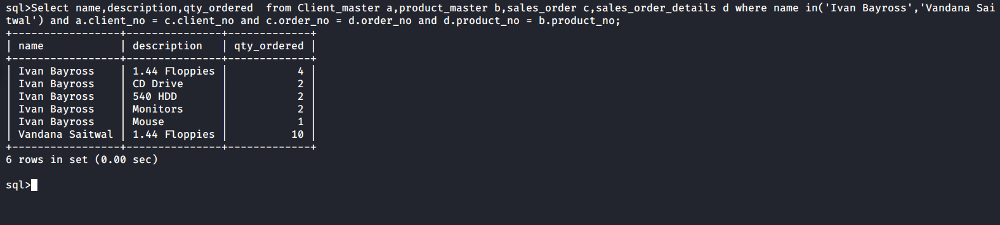 sql>Select name,description,qty_ordered  from Client_master a,product_master b,sales_order c,sales_order_details d where name in('Ivan Bayross','Vandana Sai
twal') and a.client_no = c.client_no and c.order_no = d.order_no and d.product_no = b.product_no;
+-----------------+---------------+-------------+
| name            | description   | qty_ordered |
+-----------------+---------------+-------------+
| Ivan Bayross    | 1.44 Floppies |           4 |
| Ivan Bayross    | CD Drive      |           2 |
| Ivan Bayross    | 540 HDD       |           2 |
| Ivan Bayross    | Monitors      |           2 |
| Ivan Bayross    | Mouse         |           1 |
| Vandana Saitwal | 1.44 Floppies |          10 |
+-----------------+---------------+-------------+
6 rows in set (0.00 sec)
sql>